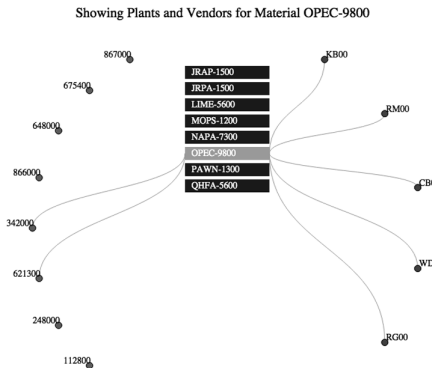 Showing Plants and Vendors for Material OPEC-9800
867000
675400
648000
866000
342000
621300
248000
112800
JRAP-1500
JRPA-1500
LIME-5600
MOPS-1200
NAPA-7300
OPEC-9800
PAWN-1300
QHFA-5600
KB00
RM00
RG00